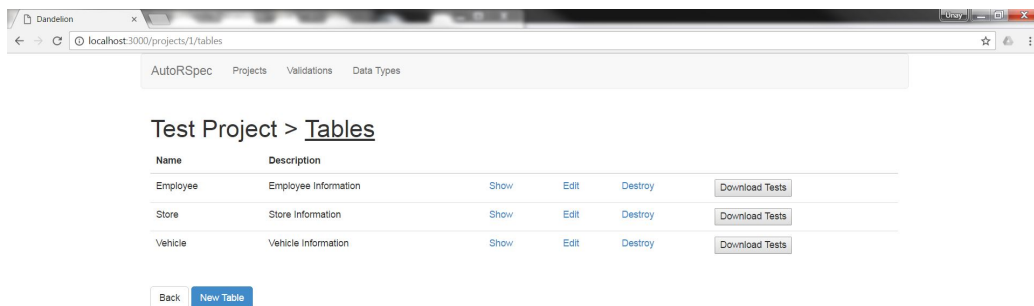 Dandelion
Unay
localhost:3000/projects/1/tables
AutoRSpec Projects Validations Data Types
Test Project > Tables
Name Description
Employee Employee Information Show Edit Destroy Download Tests
Store Store Information Show Edit Destroy Download Tests
Vehicle Vehicle Information Show Edit Destroy Download Tests
Back New Table